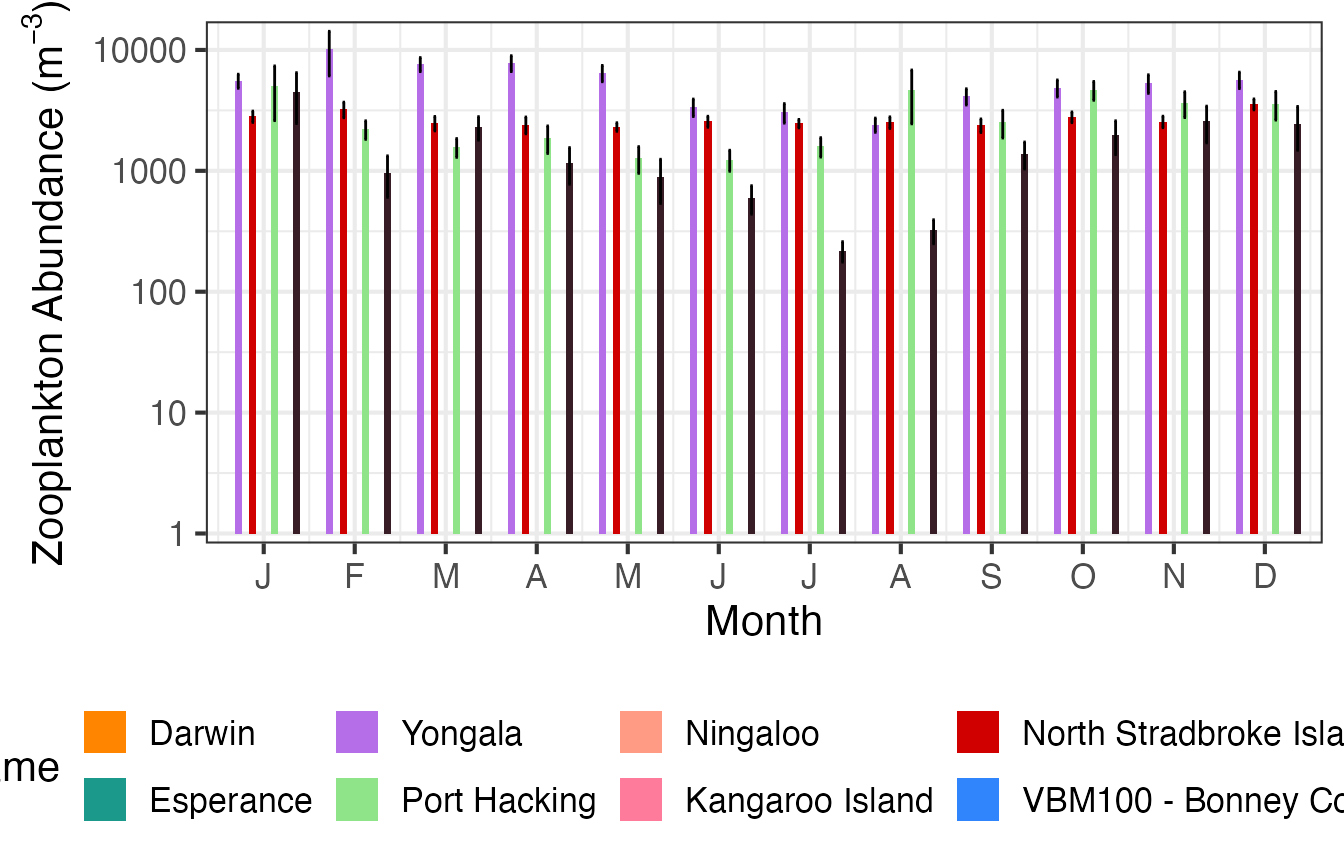 Zooplankton Abundance (m⁻³)
10000
1000
100
10
1
J F M A M J J A S O N D
Month
me
Darwin Yongala Ningaloo North Stradbroke Isla
Esperance Port Hacking Kangaroo Island VBM100 - Bonney Co